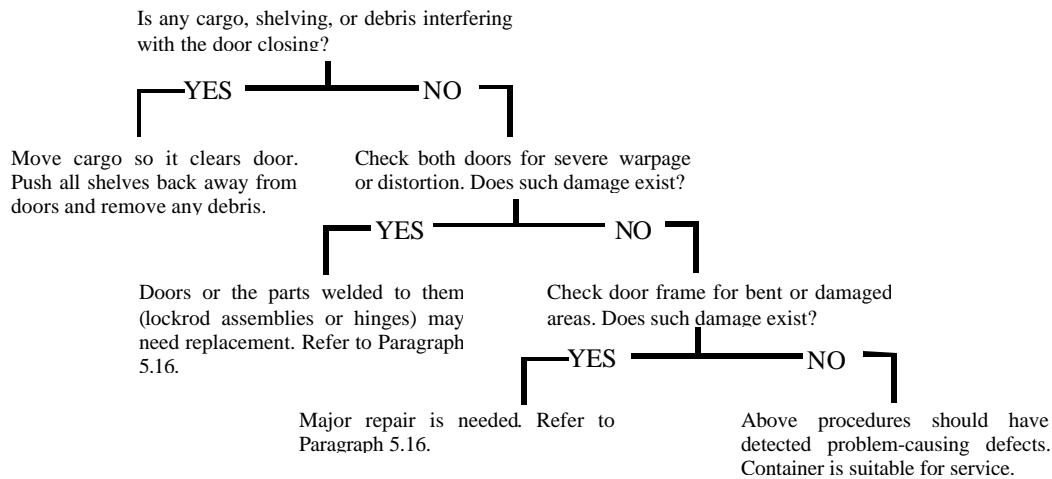 Is any cargo, shelving, or debris interfering
with the door closing?
YES
NO
Move cargo so it clears door.
Push all shelves back away from
doors and remove any debris.
Check both doors for severe warpage
or distortion. Does such damage exist?
YES
NO
Doors or the parts welded to them
(lockrod assemblies or hinges) may
need replacement. Refer to Paragraph
5.16.
Check door frame for bent or damaged
areas. Does such damage exist?
YES
NO
Major repair is needed. Refer to
Paragraph 5.16.
Above procedures should have
detected problem-causing defects.
Container is suitable for service.